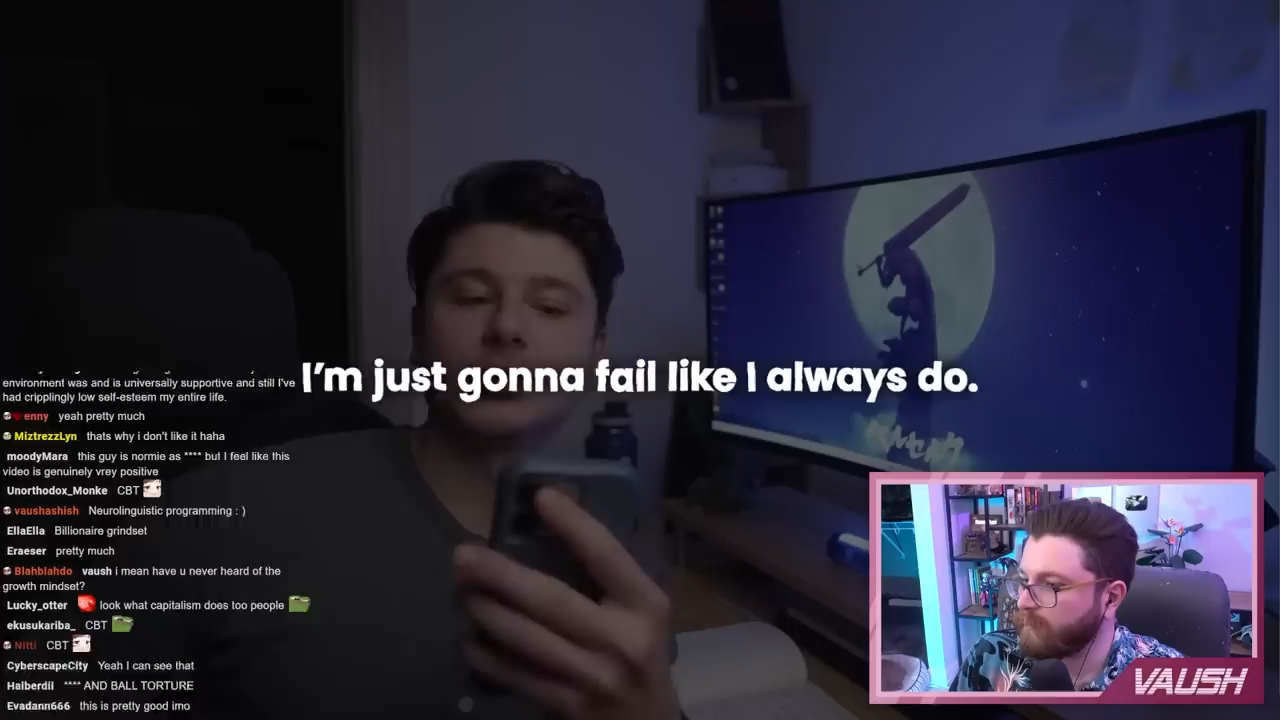 I'm just gonna fail like I always do.
environment was and is universally supportive and still I've
had cripplingly low self-esteem my entire life.
enny yeah pretty much
MiztrezzLyn thats why i don't like it haha
moodyMara this guy is normie as **** but I feel like this
video is genuinely vrey positive
Unorthodox_Monke CBT
vaushashish Neurolinguistic programming : )
EllaElla Billionaire grindset
Eraeser pretty much
Blahblahdo vaush i mean have u never heard of the
growth mindset?
Lucky_otter look what capitalism does too people
ekusukariba_ CBT
Nitti CBT
CyberscapeCity Yeah I can see that
Halberdii **** AND BALL TORTURE
Evadann666 this is pretty good imo
VAUSH